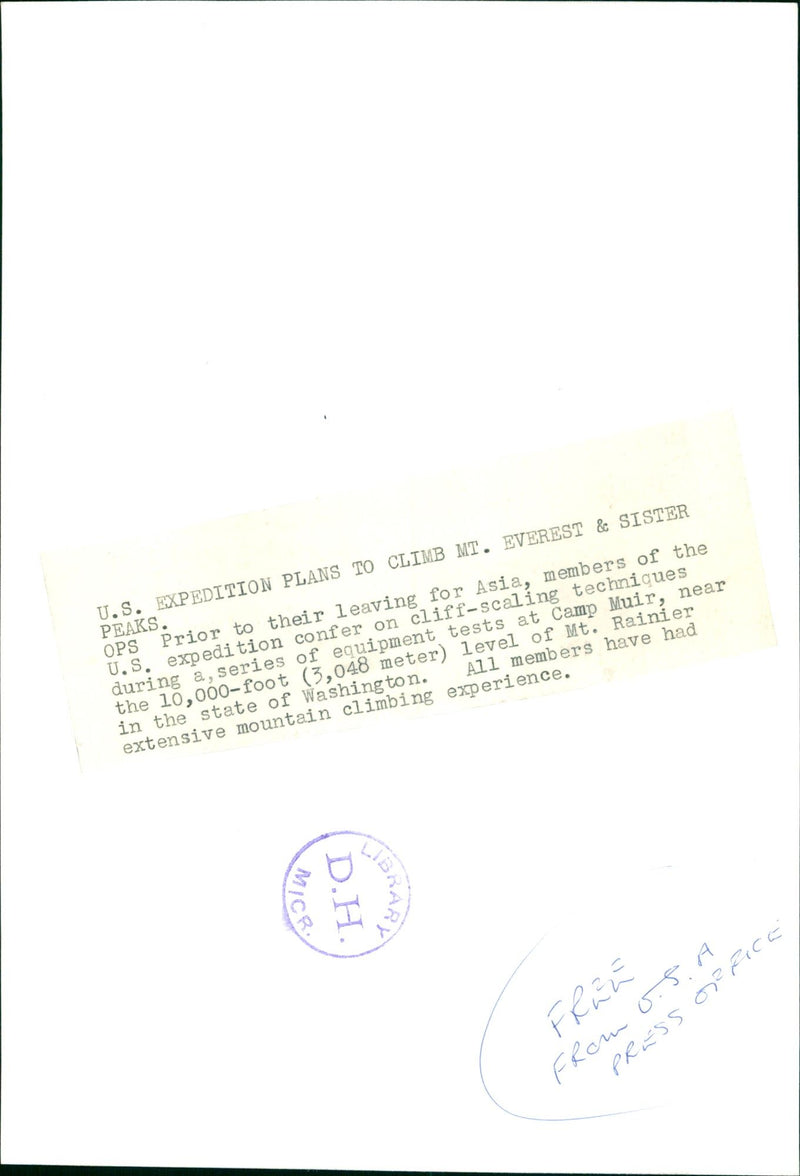 U.S. EXPEDITION PLANS TO CLIMB MT. EVEREST & SISTER
PEAKS.
OPS Prior to their leaving for Asia, members of the
U.S. expedition confer on cliff-scaling techniques
during a,series of equipment tests at Camp Muir, near
the 10,000-foot (3,048 meter) level of Mt. Rainier
in the state of Washington. All members have had
extensive mountain climbing experience.
LIBRARY
D.H.
MICR.
FREE
FROM U.S.A
PRESS OFFICE